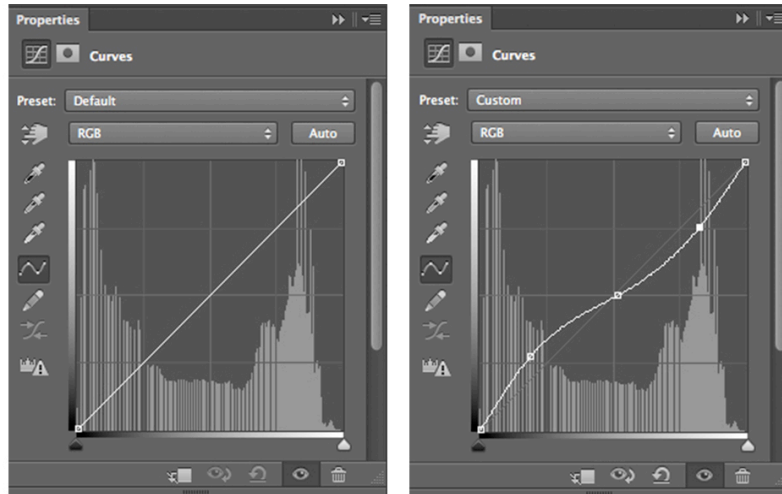 Properties
Curves
Preset: Default
RGB Auto
Properties
Curves
Preset: Custom
RGB Auto